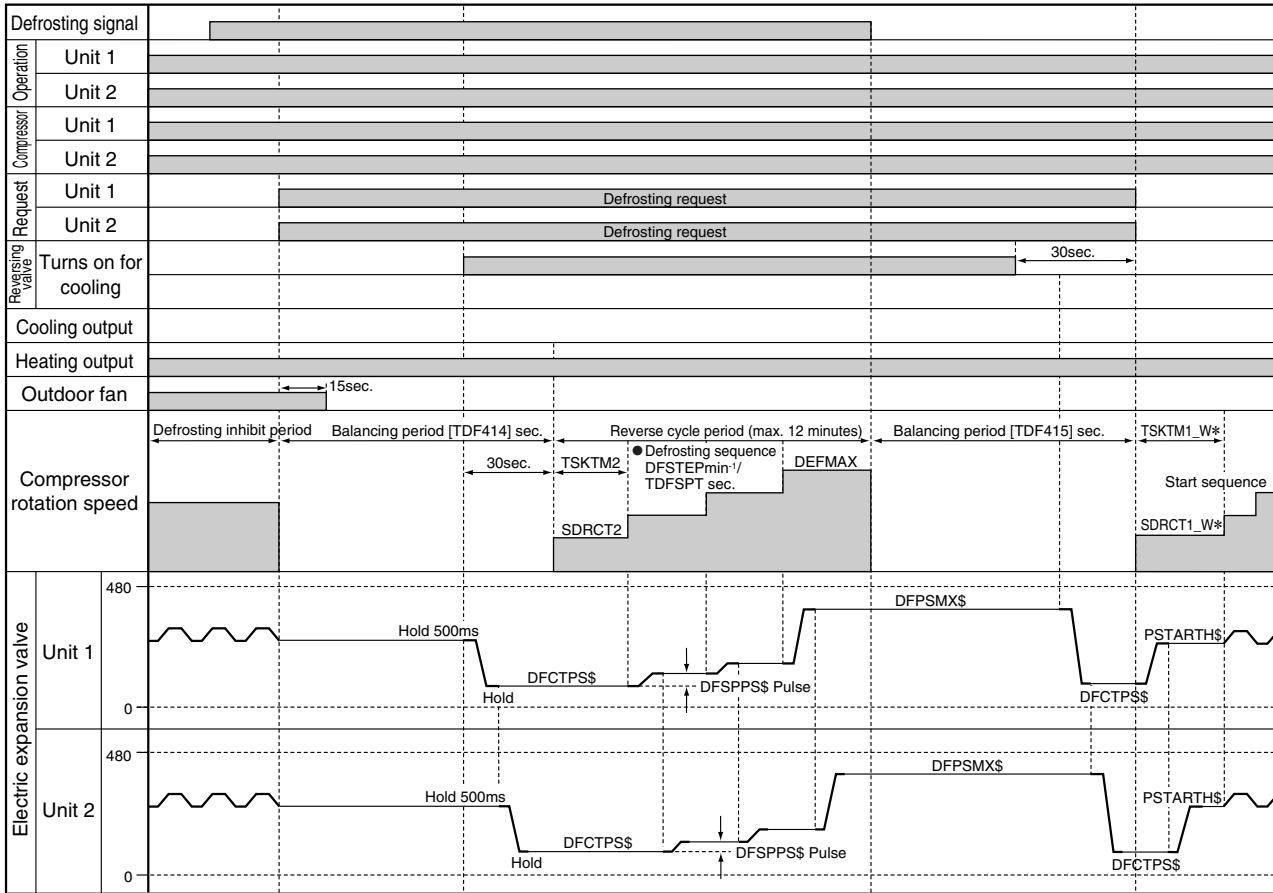 Defrosting signal
Operation
Unit 1
Unit 2
Compressor
Unit 1
Unit 2
Request
Unit 1
Defrosting request
Unit 2
Defrosting request
Reversing
valve
Turns on for
cooling
30sec.
Cooling output
Heating output
Outdoor fan
15sec.
Compressor
rotation speed
Defrosting inhibit period
Balancing period [TDF414] sec.
Reverse cycle period (max. 12 minutes)
Balancing period [TDF415] sec.
TSKTM1_W*
30sec.
TSKTM2
● Defrosting sequence
DFSTEPmin-1/
TDFSPT sec.
DEFMAX
Start sequence
SDRCT2
SDRCT1_W*
Electric expansion valve
Unit 1
480
0
Hold 500ms
Hold
DFCTPS$
DFSPPS$ Pulse
DFPSMX$
DFCTPS$
PSTARTH$
Unit 2
480
0
Hold 500ms
Hold
DFCTPS$
DFSPPS$ Pulse
DFPSMX$
DFCTPS$
PSTARTH$